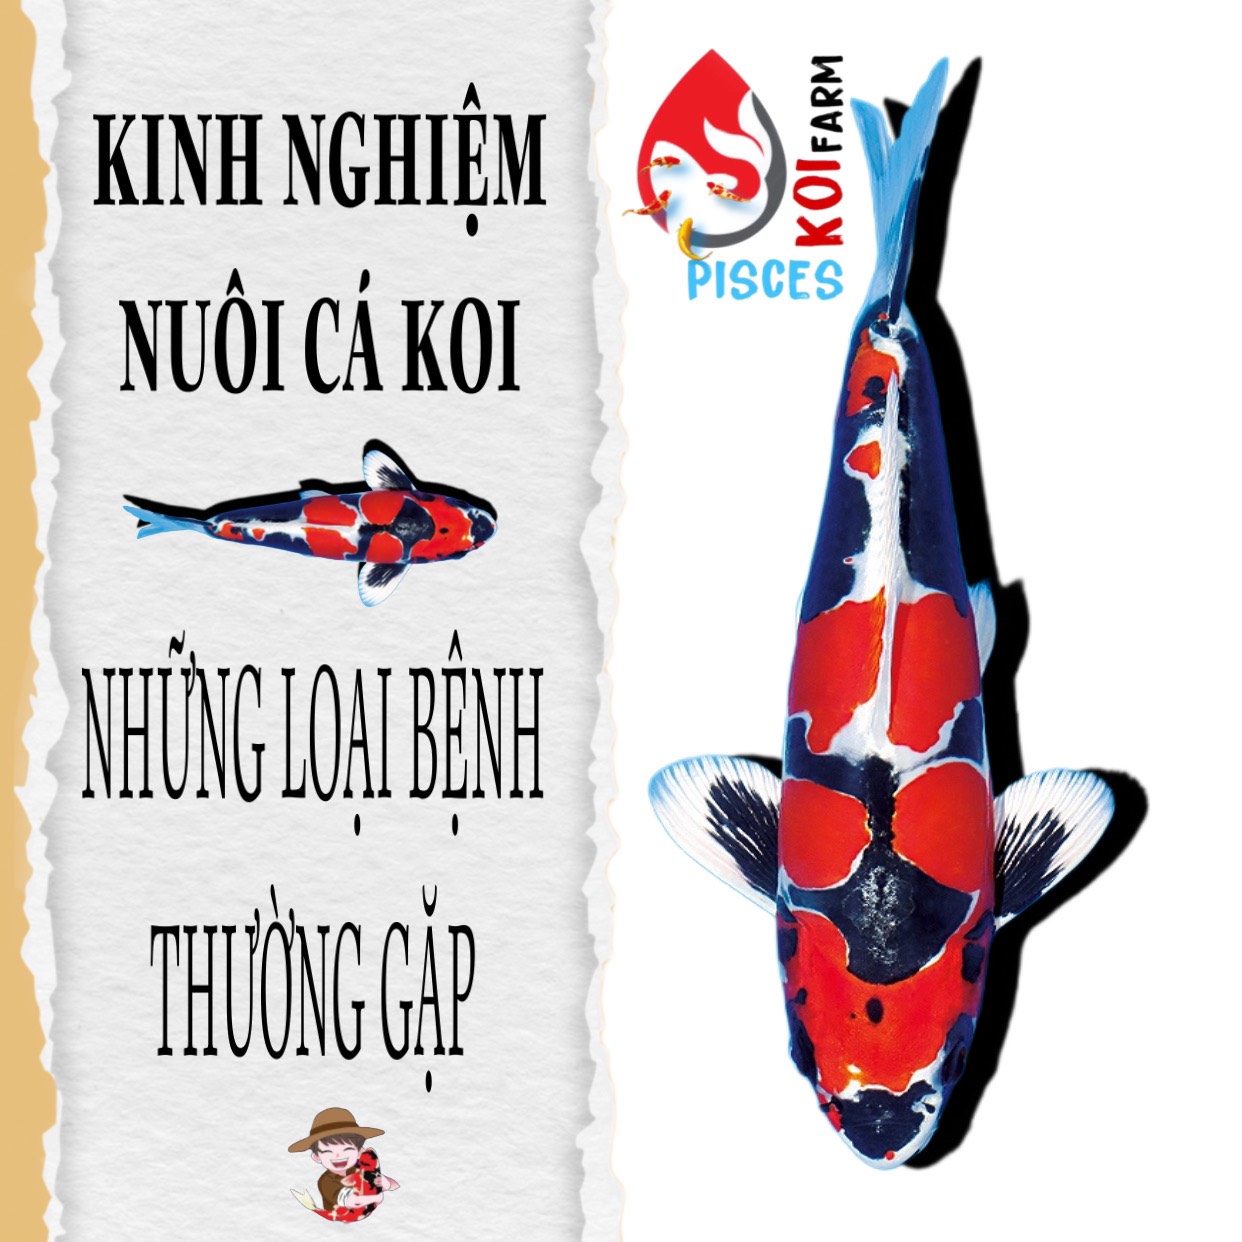 KINH NGHIỆM
NUÔI CÁ KOI
NHỮNG LOẠI BỆNH
THƯỜNG GẶP
KOI FARM
PISCES